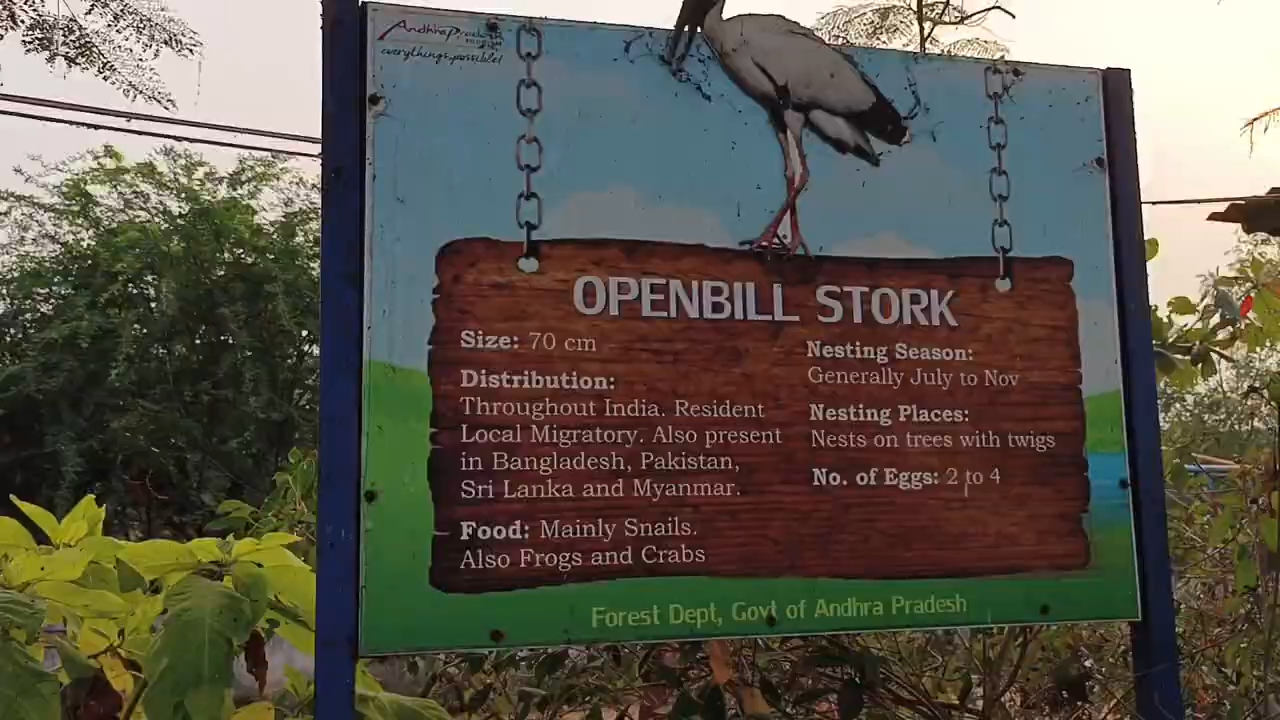 Andhra Pradesh
TOURISM
everything's possible!
OPENBILL STORK
Size: 70 cm
Distribution:
Throughout India. Resident
Local Migratory. Also present
in Bangladesh, Pakistan,
Sri Lanka and Myanmar.
Food: Mainly Snails.
Also Frogs and Crabs
Nesting Season:
Generally July to Nov
Nesting Places:
Nests on trees with twigs
No. of Eggs: 2 to 4
Forest Dept, Govt of Andhra Pradesh